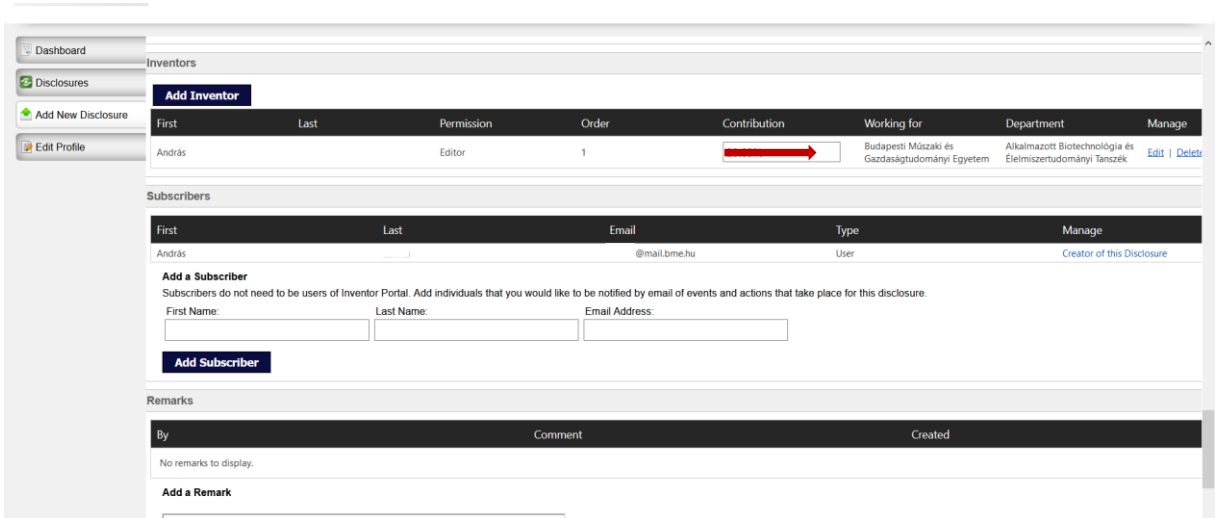 Dashboard
Disclosures
Add New Disclosure
Edit Profile
Inventors
Add Inventor
First Last Permission Order Contribution Working for Department Manage
András Editor 1 Budapesti Műszaki és Gazdaságtudományi Egyetem Alkalmazott Biotechnológia és Élelmiszertudományi Tanszék Edit | Delete
Subscribers
First Last Email Type Manage
András @mail.bme.hu User Creator of this Disclosure
Add a Subscriber
Subscribers do not need to be users of Inventor Portal. Add individuals that you would like to be notified by email of events and actions that take place for this disclosure.
First Name: Last Name: Email Address:
Add Subscriber
Remarks
By Comment Created
No remarks to display.
Add a Remark